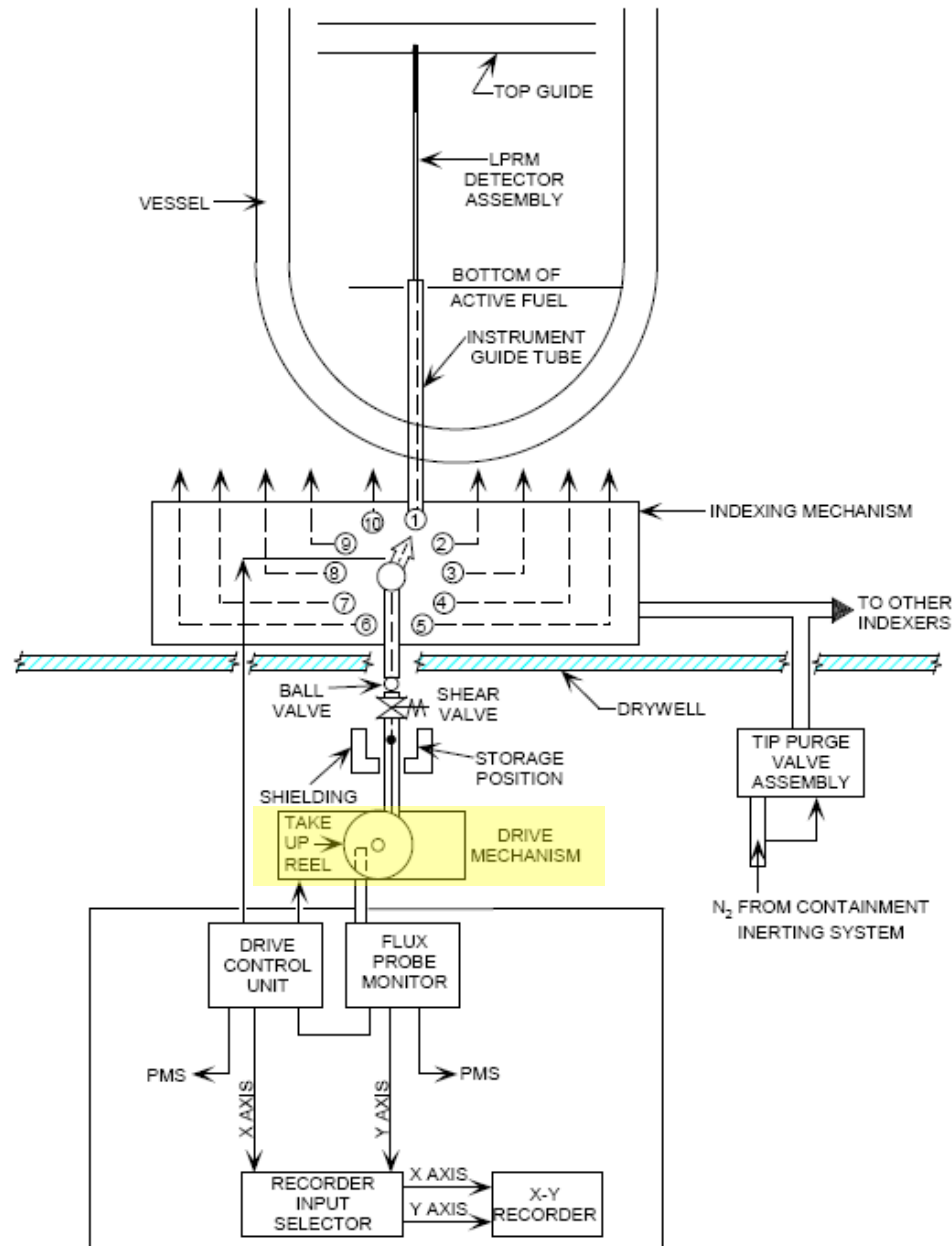 TOP GUIDE
LPRM
DETECTOR
ASSEMBLY
VESSEL
BOTTOM OF
ACTIVE FUEL
INSTRUMENT
GUIDE TUBE
INDEXING MECHANISM
10
1
9
2
8
3
7
4
6
5
TO OTHER
INDEXERS
BALL
VALVE
SHEAR
VALVE
DRYWELL
STORAGE
POSITION
SHIELDING
TIP PURGE
VALVE
ASSEMBLY
TAKE
UP
REEL
DRIVE
MECHANISM
N2 FROM CONTAINMENT
INERTING SYSTEM
DRIVE
CONTROL
UNIT
FLUX
PROBE
MONITOR
PMS
PMS
X AXIS
Y AXIS
RECORDER
INPUT
SELECTOR
X AXIS
Y AXIS
X-Y
RECORDER